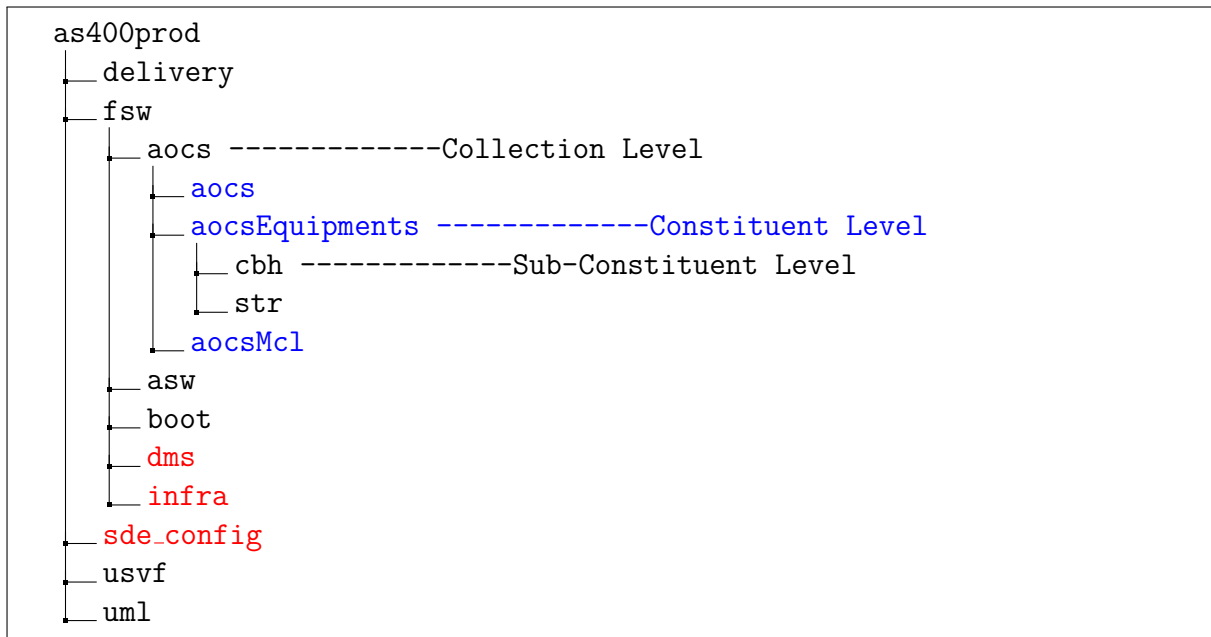 as400prod
delivery
fsw
aocs -------------Collection Level
aocs
aocsEquipments -------------Constituent Level
cbh -------------Sub-Constituent Level
str
aocsMcl
asw
boot
dms
infra
sde_config
usvf
uml